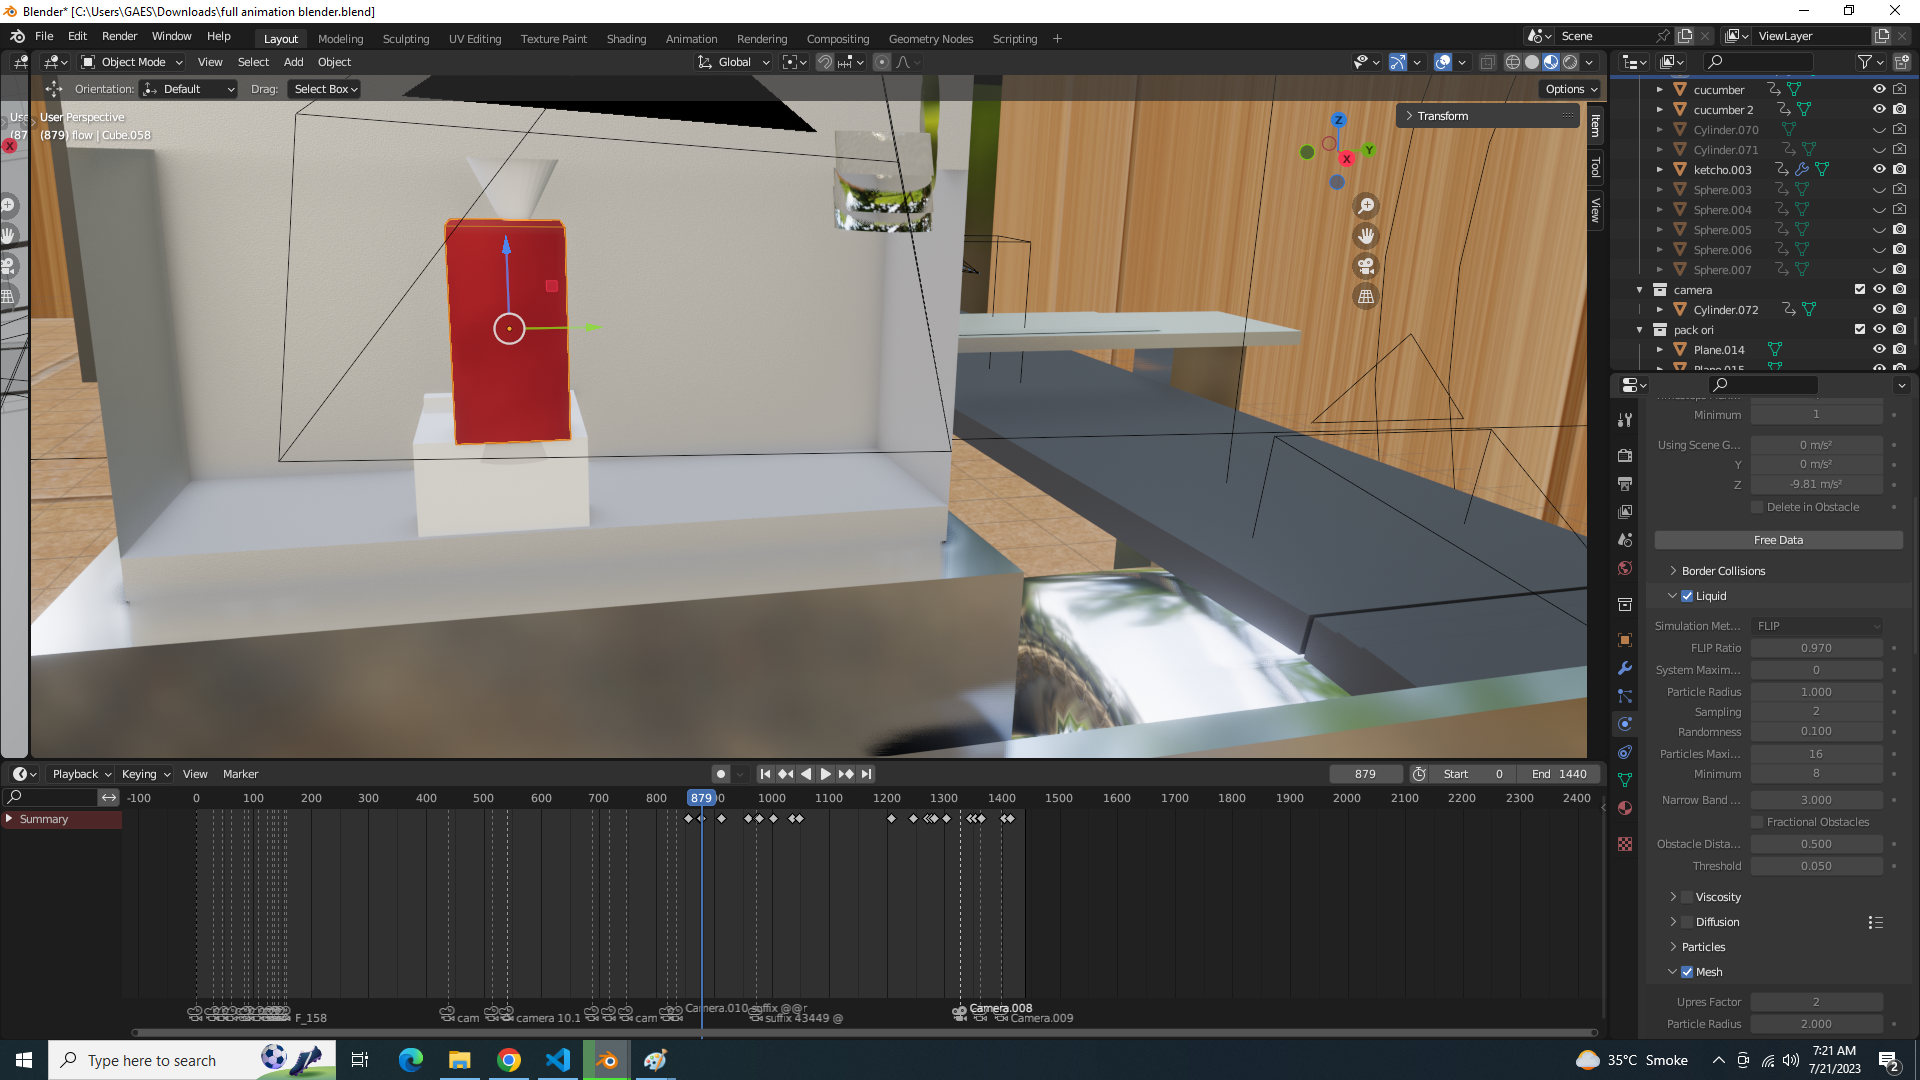 Blender* [C:\Users\GAES\Downloads\full animation blender.blend]
File Edit Render Window Help Layout Modeling Sculpting UV Editing Texture Paint Shading Animation Rendering Compositing Geometry Nodes Scripting + Scene ViewLayer
Object Mode View Select Add Object Global
Orientation: Default Drag: Select Box Options
Use User Perspective
(87 (879) flow | Cube.058
X
Transform
Item
Tool
View
Z
Y
X
cucumber
cucumber 2
Cylinder.070
Cylinder.071
ketcho.003
Sphere.003
Sphere.004
Sphere.005
Sphere.006
Sphere.007
camera
Cylinder.072
pack ori
Plane.014
Plane.015
Minimum 1
Using Scene G... 0 m/s²
Y 0 m/s²
Z -9.81 m/s²
Delete in Obstacle
Free Data
Border Collisions
Liquid
Simulation Met... FLIP
FLIP Ratio 0.970
System Maxim... 0
Particle Radius 1.000
Sampling 2
Randomness 0.100
Particles Maxi... 16
Minimum 8
Narrow Band ... 3.000
Fractional Obstacles
Obstacle Dista... 0.500
Threshold 0.050
Viscosity
Diffusion
Particles
Mesh
Upres Factor 2
Particle Radius 2.000
Playback Keying View Marker 879 Start 0 End 1440
-100 0 100 200 300 400 500 600 700 800 879 1000 1100 1200 1300 1400 1500 1600 1700 1800 1900 2000 2100 2200 2300 2400
Summary
Camera.010 suffix @@r Camera.008
F_158 cam camera 10.1 cam suffix 43449 @ Camera.009
Type here to search 35°C Smoke 7:21 AM
7/21/2023 2